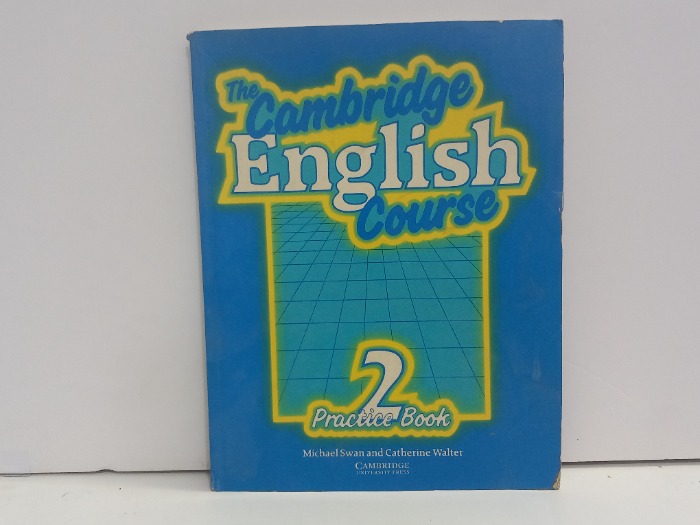 The
Cambridge
English
Course
2
Practice Book
Michael Swan and Catherine Walter
CAMBRIDGE
UNIVERSITY PRESS